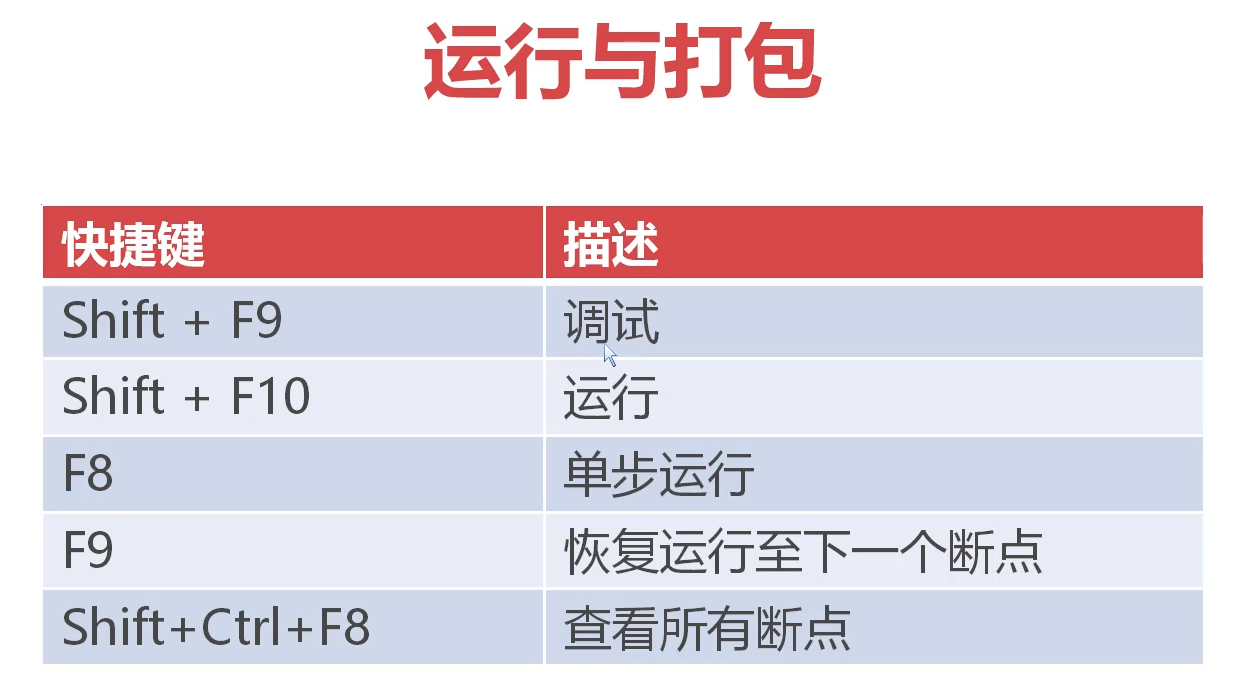 运行与打包
快捷键 描述
Shift + F9 调试
Shift + F10 运行
F8 单步运行
F9 恢复运行至下一个断点
Shift+Ctrl+F8 查看所有断点